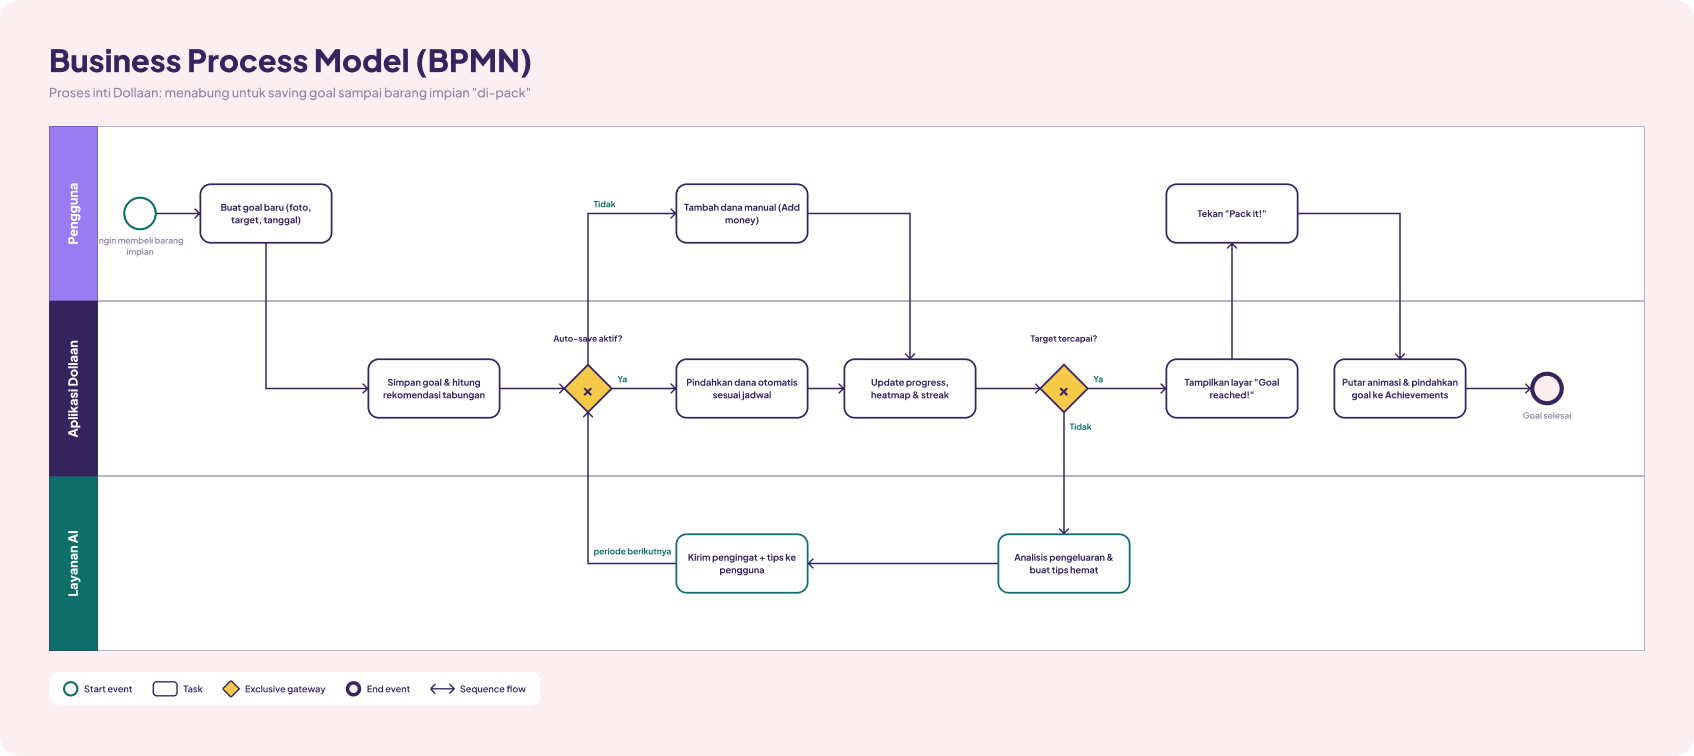 Business Process Model (BPMN)
Proses inti Dollaan: menabung untuk saving goal sampai barang impian "di-pack"
Pengguna
ngin membeli barang
impian
Buat goal baru (foto,
target, tanggal)
Tidak
Tambah dana manual (Add
money)
Tekan "Pack it!"
Aplikasi Dollaan
Simpan goal & hitung
rekomendasi tabungan
Auto-save aktif?
Ya
Pindahkan dana otomatis
sesuai jadwal
Update progress,
heatmap & streak
Target tercapai?
Ya
Tidak
Tampilkan layar "Goal
reached!"
Putar animasi & pindahkan
goal ke Achievements
Goal selesai
Layanan AI
periode berikutnya
Kirim pengingat + tips ke
pengguna
Analisis pengeluaran &
buat tips hemat
Start event
Task
Exclusive gateway
End event
Sequence flow